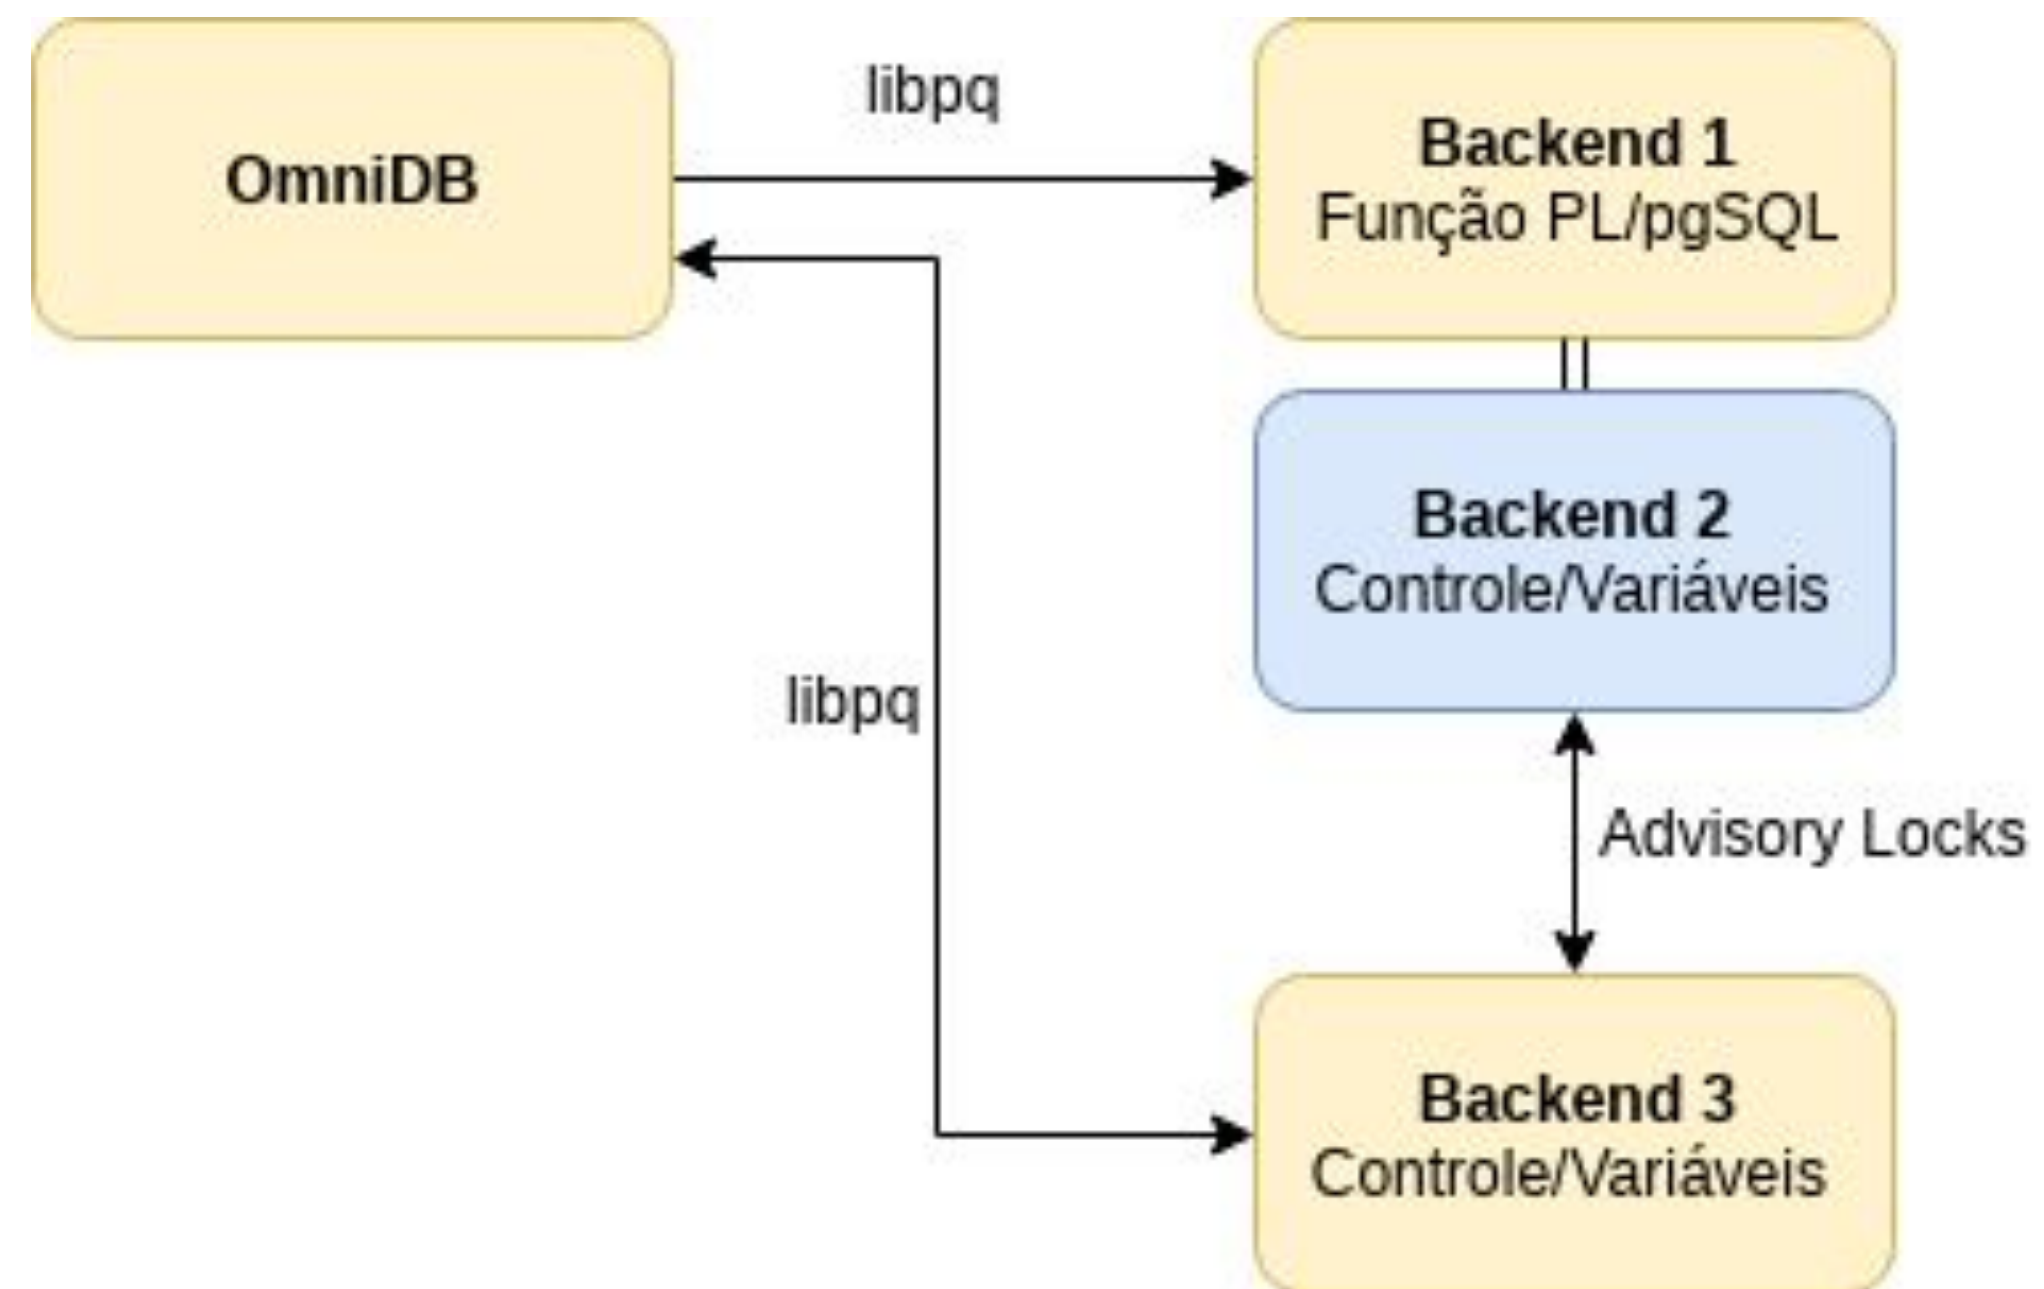 OmniDB
libpq
Backend 1
Função PL/pgSQL
Backend 2
Controle/Variáveis
libpq
Advisory Locks
Backend 3
Controle/Variáveis